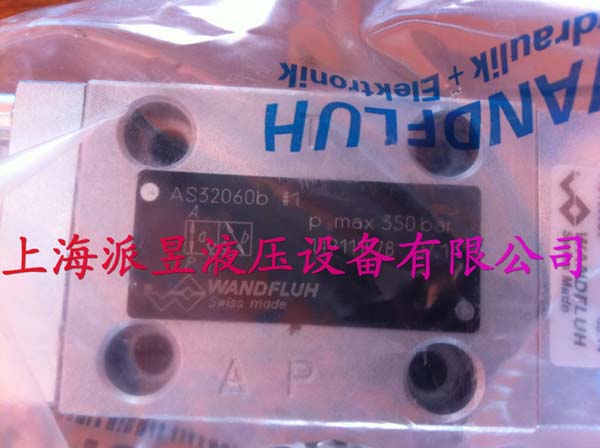 WANDFLUH
Hydraulik + Elektronik
AS32060b #1
A
a b
P
p max 350 bar
上海派昱液压设备有限公司
WANDFLUH
Swiss made
A P
WANDFLUH
Swiss Made